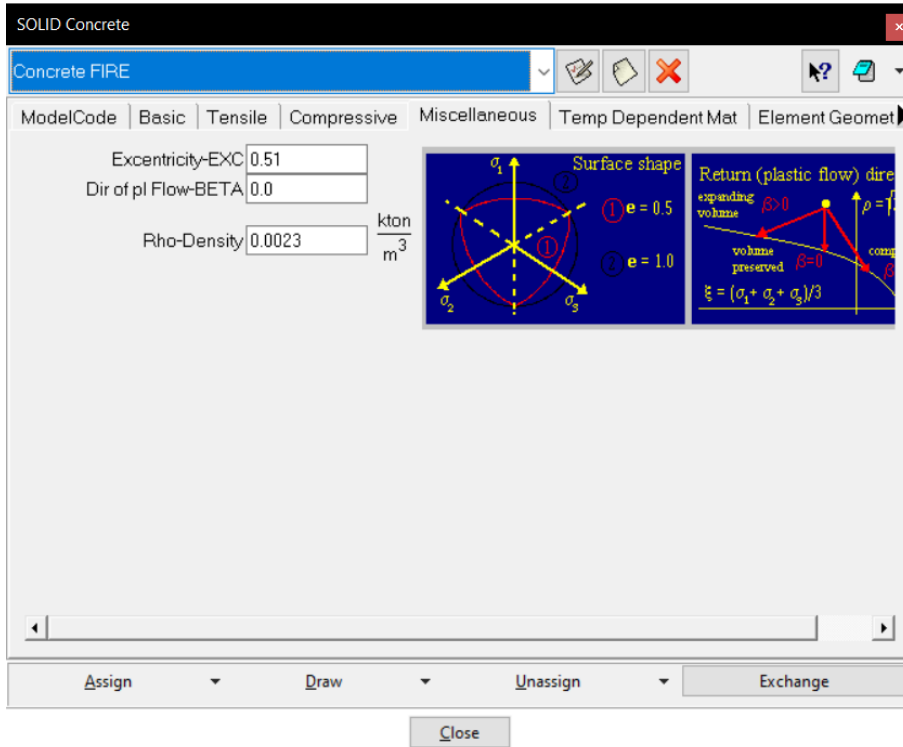 SOLID Concrete
Concrete FIRE
ModelCode Basic Tensile Compressive Miscellaneous Temp Dependent Mat Element Geomet
Excentricity-EXC 0.51
Dir of pl Flow-BETA 0.0
Rho-Density 0.0023 kton/m³
σ1 Surface shape
2
1 e = 0.5
1
2 e = 1.0
σ2 σ3
Return (plastic flow) dire
expanding volume β>0 ρ=√
volume preserved β=0 comp
β
ξ = (σ1 + σ2 + σ3)/3
Assign Draw Unassign Exchange
Close